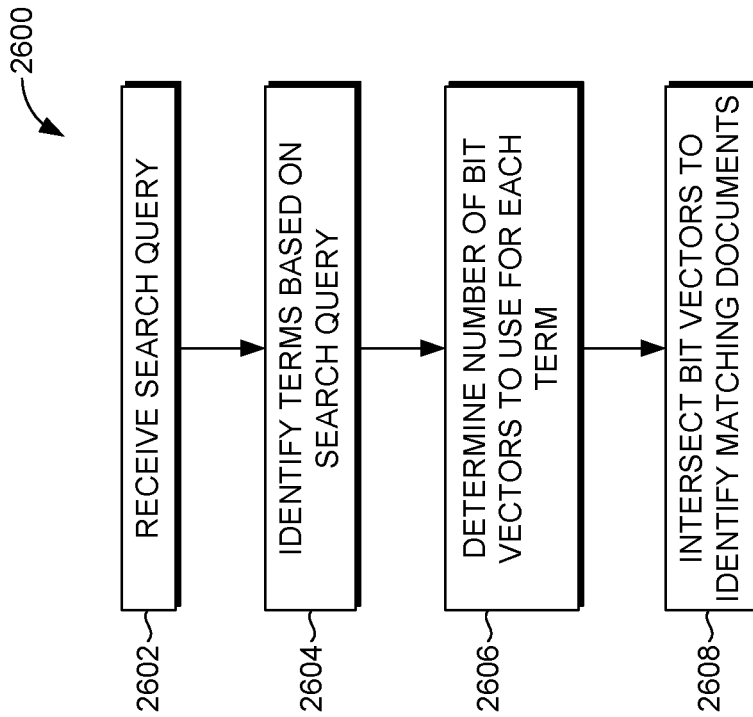 2600
2602
RECEIVE SEARCH QUERY
2604
IDENTIFY TERMS BASED ON
SEARCH QUERY
2606
DETERMINE NUMBER OF BIT
VECTORS TO USE FOR EACH
TERM
2608
INTERSECT BIT VECTORS TO
IDENTIFY MATCHING DOCUMENTS